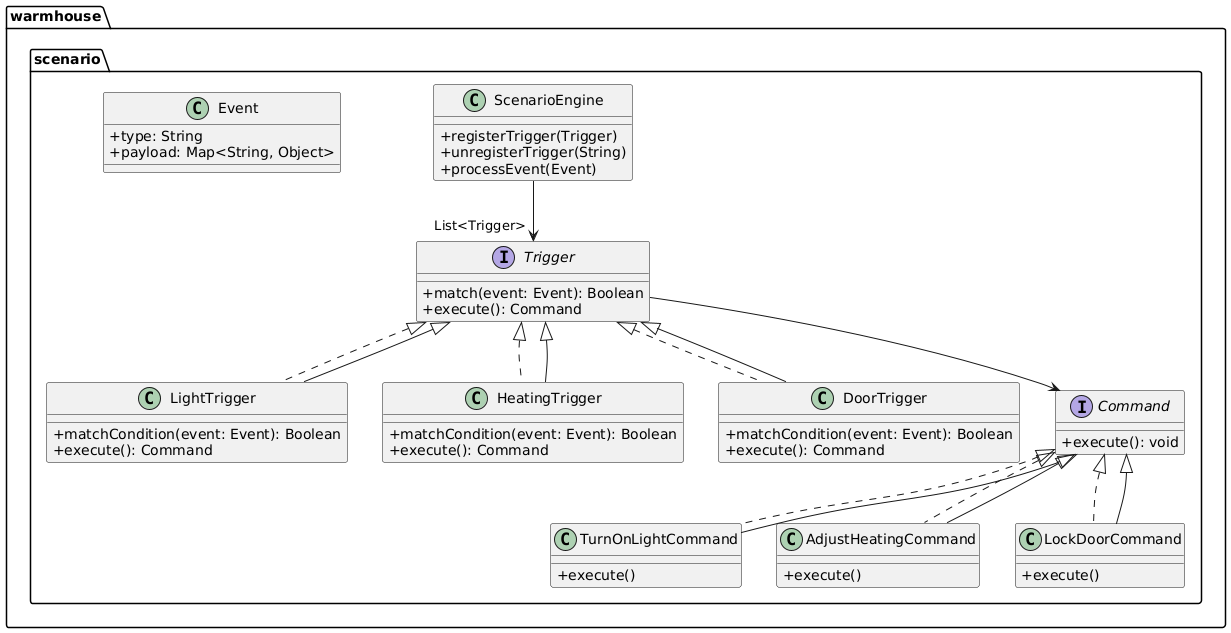 warmhouse
scenario
C Event
+type: String
+payload: Map<String, Object>
C ScenarioEngine
+registerTrigger(Trigger)
+unregisterTrigger(String)
+processEvent(Event)
List<Trigger>
I Trigger
+match(event: Event): Boolean
+execute(): Command
C LightTrigger
+matchCondition(event: Event): Boolean
+execute(): Command
C HeatingTrigger
+matchCondition(event: Event): Boolean
+execute(): Command
C DoorTrigger
+matchCondition(event: Event): Boolean
+execute(): Command
I Command
+execute(): void
C TurnOnLightCommand
+execute()
C AdjustHeatingCommand
+execute()
C LockDoorCommand
+execute()